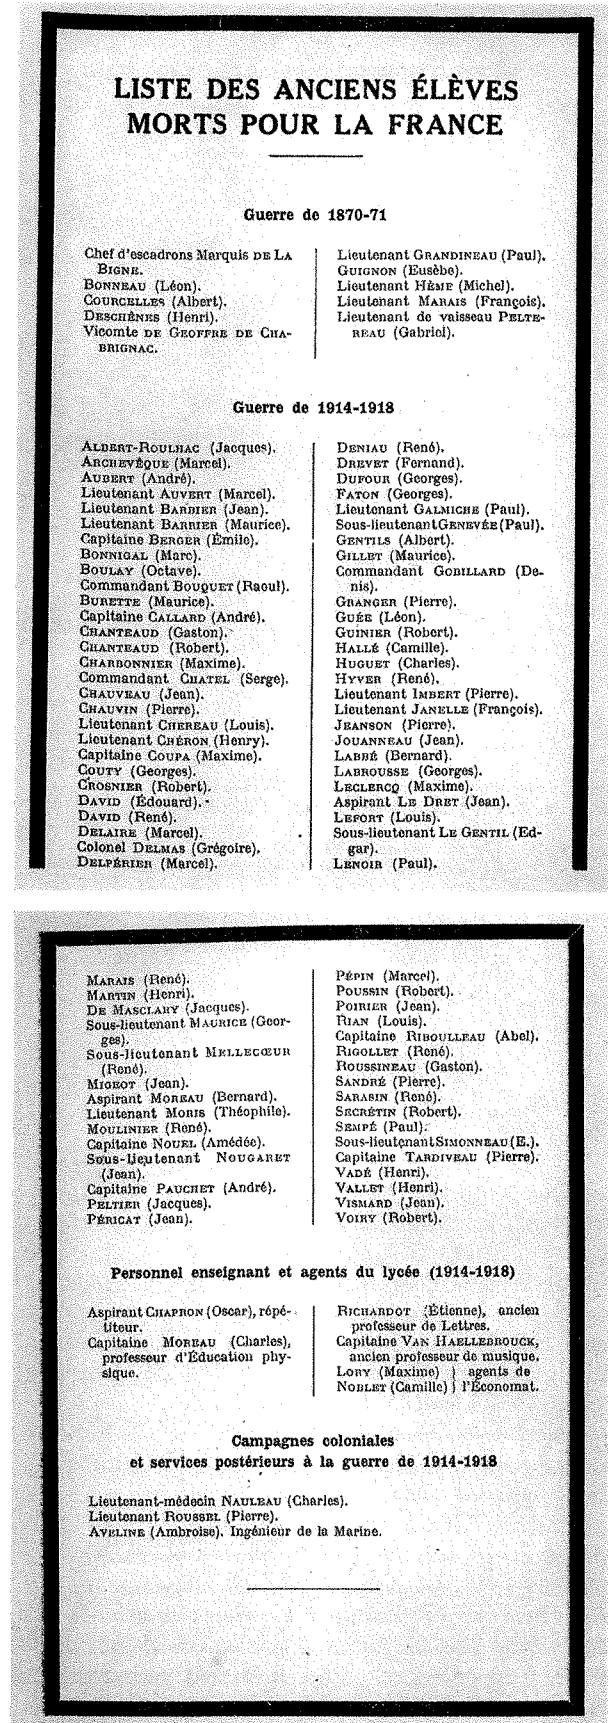 LISTE DES ANCIENS ÉLÈVES
MORTS POUR LA FRANCE
Guerre de 1870-71
Chef d'escadrons Marquis DE LA
BIGNE.
BONNEAU (Léon).
COURCELLES (Albert).
DESCHÊNES (Henri).
Vicomte DE GEOFFRE DE CHA-
BRIGNAC.
Lieutenant GRANDINEAU (Paul).
GUIGNON (Eusèbe).
Lieutenant HÊME (Michel).
Lieutenant MARAIS (François).
Lieutenant de vaisseau PELTE-
REAU (Gabriel).
Guerre de 1914-1918
ALBERT-ROULHAC (Jacques).
ARCHEVÊQUE (Marcel).
AUBERT (André).
Lieutenant AUVERT (Marcel).
Lieutenant BARBIER (Jean).
Lieutenant BARBIER (Maurice).
Capitaine BERGER (Émile).
BONNIGAL (Marc).
BOULAY (Octave).
Commandant BOUQUET (Raoul).
BURETTE (Maurice).
Capitaine CALLARD (André).
CHANTEAUD (Gaston).
CHANTEAUD (Robert).
CHARBONNIER (Maxime).
Commandant CHATEL (Serge).
CHAUVEAU (Jean).
CHAUVIN (Pierre).
Lieutenant CHEREAU (Louis).
Lieutenant CHÉRON (Henry).
Capitaine COUPA (Maxime).
COUTY (Georges).
CROSNIER (Robert).
DAVID (Édouard).
DAVID (René).
DELAIRE (Marcel).
Colonel DELMAS (Grégoire).
DELPÉRIER (Marcel).
DENIAU (René).
DREVET (Fernand).
DUFOUR (Georges).
FATON (Georges).
Lieutenant GALMICHE (Paul).
Sous-lieutenant GENEVÉE (Paul).
GENTILS (Albert).
GILLET (Maurice).
Commandant GOBILLARD (De-
nis).
GRANGER (Pierre).
GUÉE (Léon).
GUINIER (Robert).
HALLÉ (Camille).
HUGUET (Charles).
HYVER (René).
Lieutenant IMBERT (Pierre).
Lieutenant JANELLE (François).
JEANSON (Pierre).
JOUANNEAU (Jean).
LABBÉ (Bernard).
LABROUSSE (Georges).
LECLERCQ (Maxime).
Aspirant LE DRET (Jean).
LEFORT (Louis).
Sous-lieutenant LE GENTIL (Ed-
gar).
LENOIR (Paul).
MARAIS (René).
MARTIN (Henri).
DE MASCLARY (Jacques).
Sous-lieutenant MAURICE (Geor-
ges).
Sous-lieutenant MELLECŒUR
(René).
MIGEOT (Jean).
Aspirant MOREAU (Bernard).
Lieutenant MORIS (Théophile).
MOULINIER (René).
Capitaine NOUEL (Amédée).
Sous-lieutenant NOUGARET
(Jean).
Capitaine PAUCHET (André).
PELTIER (Jacques).
PÉRICAT (Jean).
PÉPIN (Marcel).
POUSSIN (Robert).
POIRIER (Jean).
RIAN (Louis).
Capitaine RIBOULLEAU (Abel).
RIGOLLET (René).
ROUSSINEAU (Gaston).
SANDRÉ (Pierre).
SARASIN (René).
SECRÉTIN (Robert).
SEMPÉ (Paul).
Sous-lieutenant SIMONNEAU (E.).
Capitaine TARDIVEAU (Pierre).
VADÉ (Henri).
VALLET (Henri).
VISMARD (Jean).
VOIRY (Robert).
Personnel enseignant et agents du lycée (1914-1918)
Aspirant CHAPRON (Oscar), répé-
titeur.
Capitaine MOREAU (Charles),
professeur d'Éducation phy-
sique.
RICHARDOT (Étienne), ancien
professeur de Lettres.
Capitaine VAN HAELLEBROUCK,
ancien professeur de musique.
LORY (Maxime) } agents de
NOBLET (Camille) } l'Économat.
Campagnes coloniales
et services postérieurs à la guerre de 1914-1918
Lieutenant-médecin NAULEAU (Charles).
Lieutenant ROUSSEL (Pierre).
AVELINE (Ambroise). Ingénieur de la Marine.